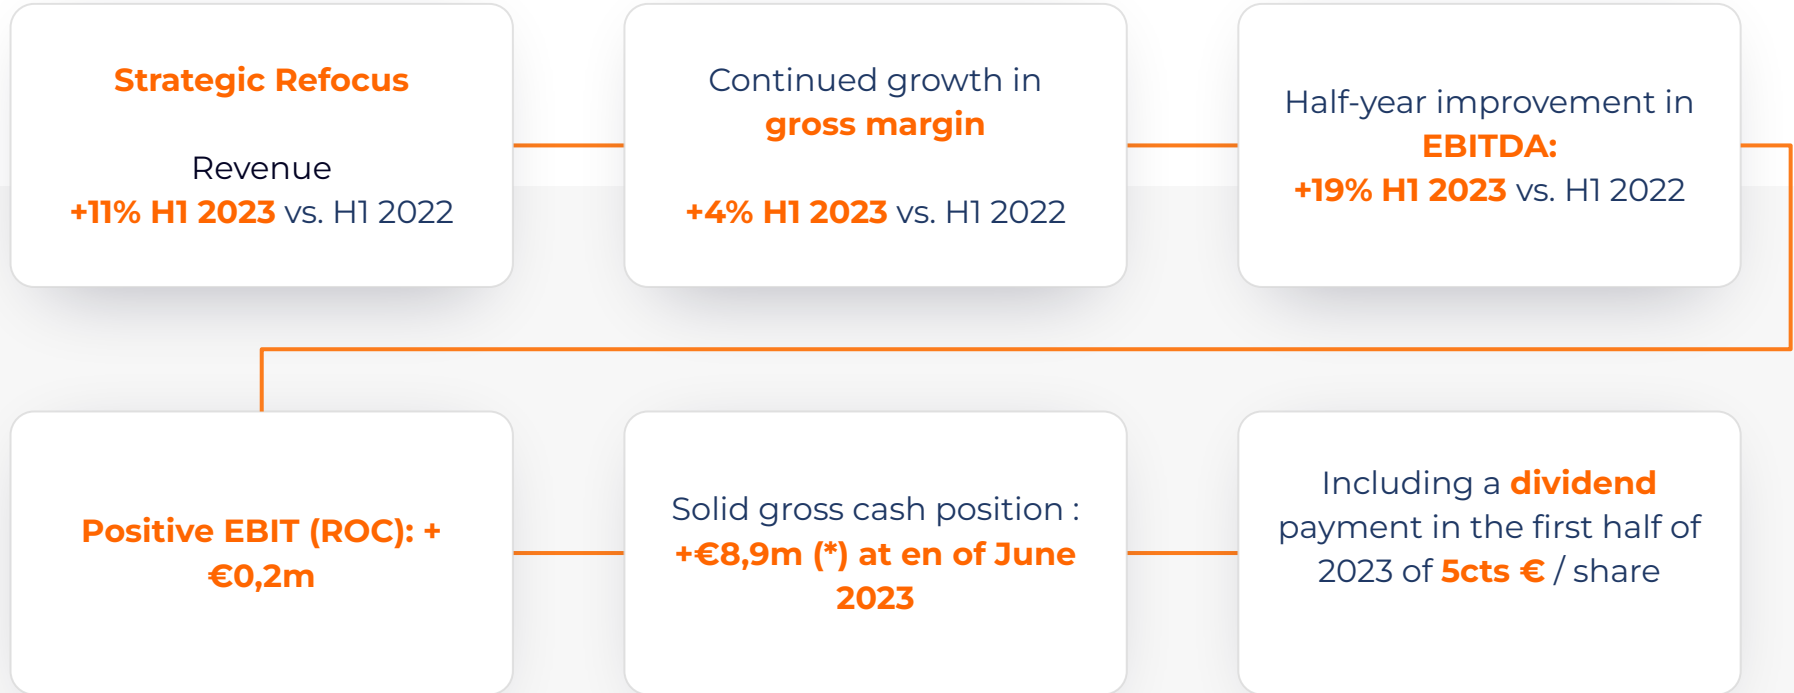 Strategic Refocus
Revenue
+11% H1 2023 vs. H1 2022
Continued growth in
gross margin
+4% H1 2023 vs. H1 2022
Half-year improvement in
EBITDA:
+19% H1 2023 vs. H1 2022
Positive EBIT (ROC): +
€0,2m
Solid gross cash position :
+€8,9m (*) at en of June
2023
Including a dividend
payment in the first half of
2023 of 5cts € / share